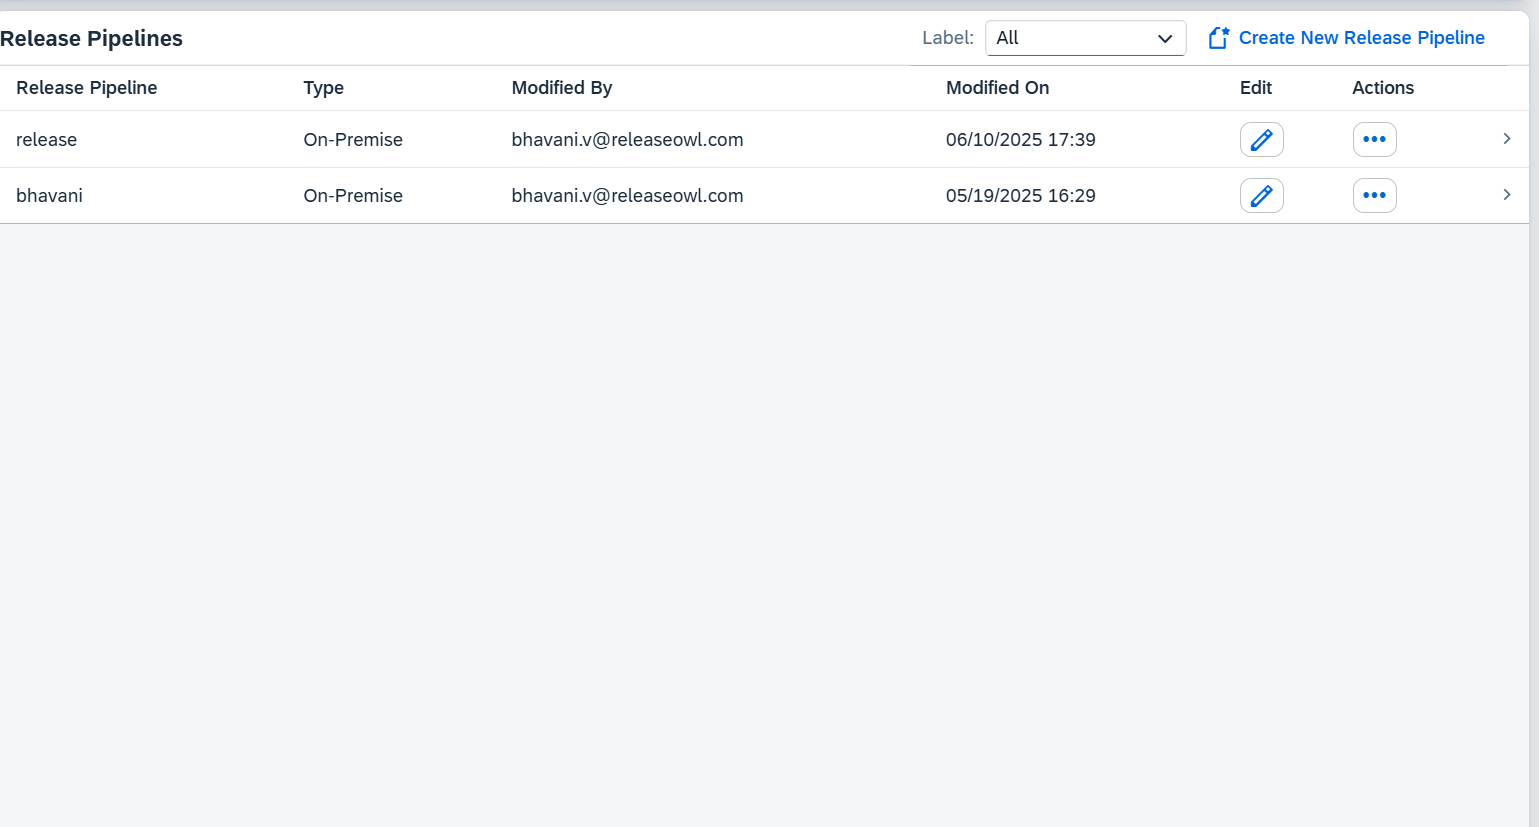 Release Pipelines Label: All Create New Release Pipeline
Release Pipeline Type Modified By Modified On Edit Actions
release On-Premise bhavani.v@releaseowl.com 06/10/2025 17:39
bhavani On-Premise bhavani.v@releaseowl.com 05/19/2025 16:29